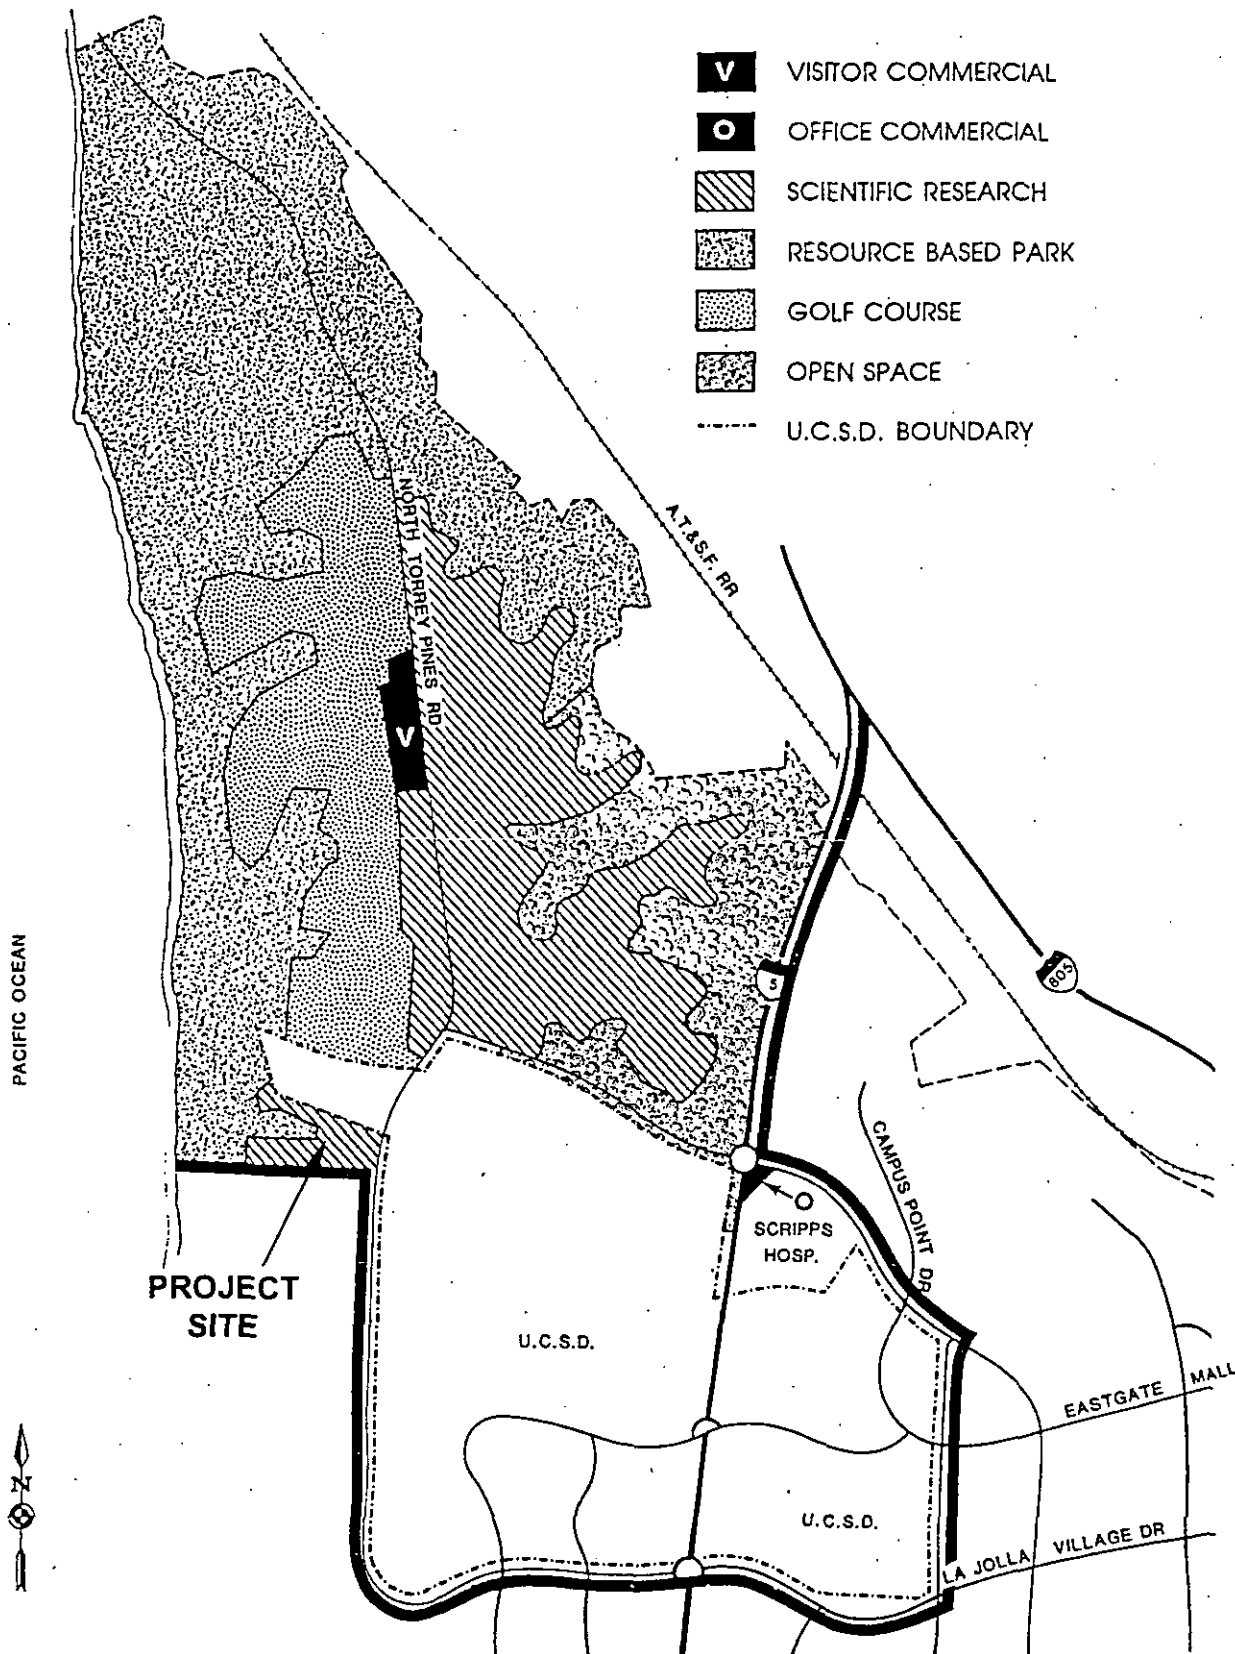 V VISITOR COMMERCIAL
O OFFICE COMMERCIAL
SCIENTIFIC RESEARCH
RESOURCE BASED PARK
GOLF COURSE
OPEN SPACE
U.C.S.D. BOUNDARY
NORTH TORREY PINES RD
A.T.&S.F. RR
V
PACIFIC OCEAN
5
805
CAMPUS POINT DR
O
SCRIPPS
HOSP.
PROJECT
SITE
U.C.S.D.
EASTGATE MALL
N
U.C.S.D.
LA JOLLA VILLAGE DR